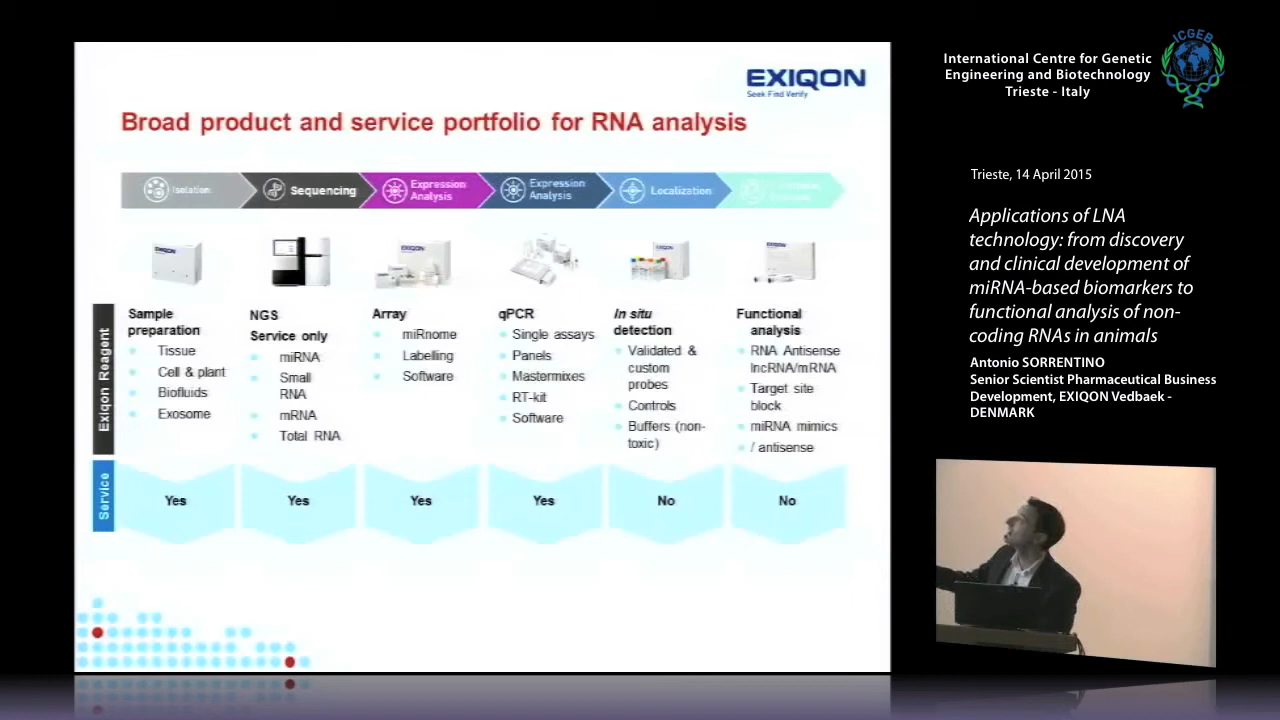 EXIQON
Seek Find Verify
Broad product and service portfolio for RNA analysis
Isolation
Sequencing
Expression
Analysis
Expression
Analysis
Localization
EXIQON
EXIQON
Exiqon Reagent
Sample
preparation
Tissue
Cell & plant
Biofluids
Exosome
NGS
Service only
miRNA
Small
RNA
mRNA
Total RNA
Array
miRnome
Labelling
Software
qPCR
Single assays
Panels
Mastermixes
RT-kit
Software
In situ
detection
Validated &
custom
probes
Controls
Buffers (non-
toxic)
Functional
analysis
RNA Antisense
lncRNA/mRNA
Target site
block
miRNA mimics
/ antisense
Service
Yes
Yes
Yes
Yes
No
No
International Centre for Genetic
Engineering and Biotechnology
Trieste - Italy
ICGEB
Trieste, 14 April 2015
Applications of LNA
technology: from discovery
and clinical development of
miRNA-based biomarkers to
functional analysis of non-
coding RNAs in animals
Antonio SORRENTINO
Senior Scientist Pharmaceutical Business
Development, EXIQON Vedbaek -
DENMARK